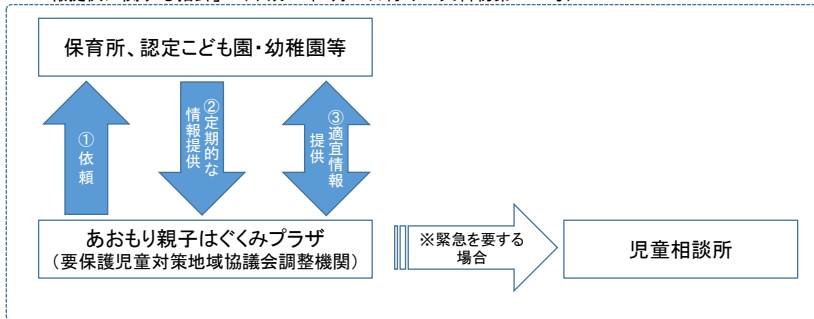 保育所、認定こども園・幼稚園等
①依頼
②定期的な
情報提供
③適宜情報
提供
あおもり親子はぐくみプラザ
(要保護児童対策地域協議会調整機関)
※緊急を要する
場合
児童相談所